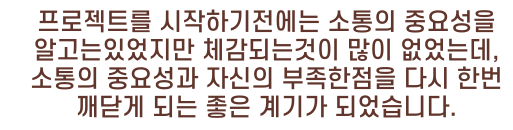 프로젝트를 시작하기전에는 소통의 중요성을
알고는있었지만 체감되는것이 많이 없었는데,
소통의 중요성과 자신의 부족한점을 다시 한번
깨닫게 되는 좋은 계기가 되었습니다.